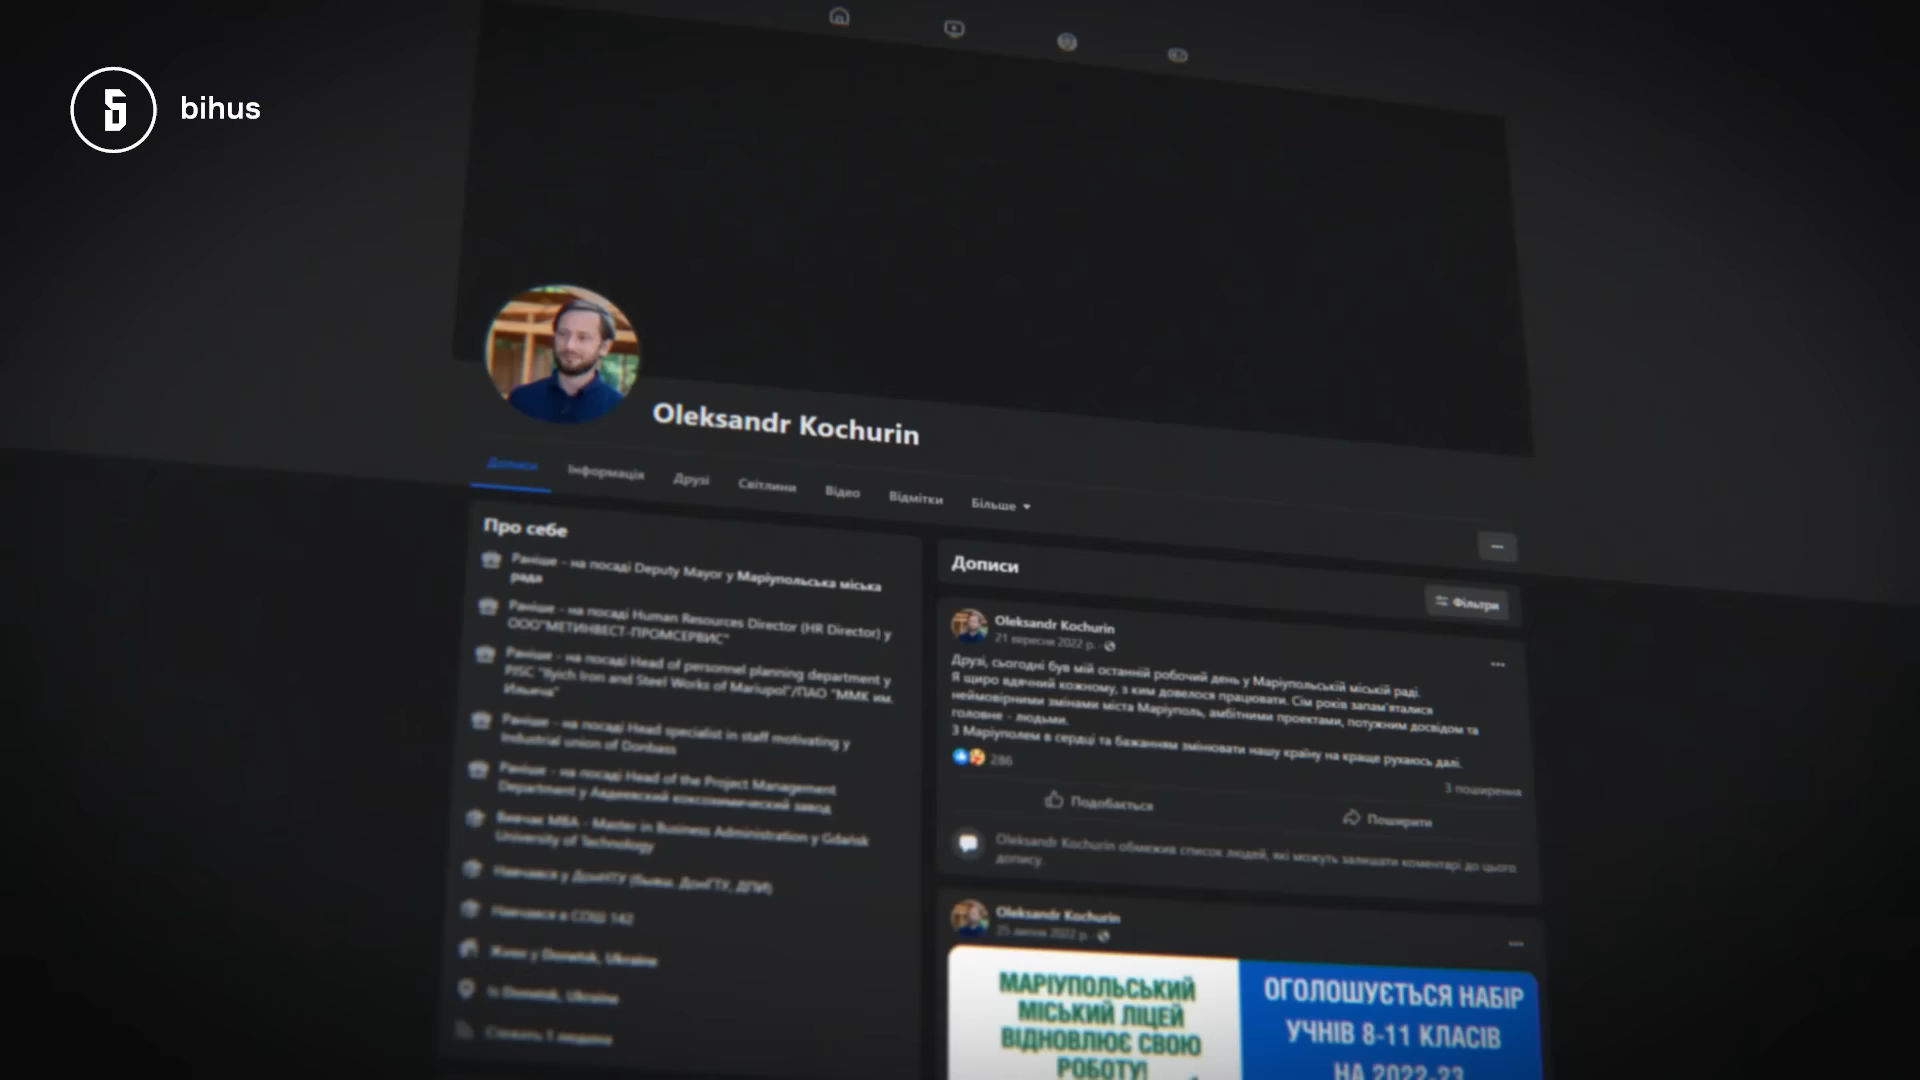 bihus
Oleksandr Kochurin
Дописи
Інформація
Друзі
Світлини
Відео
Відмітки
Більше
Про себе
Раніше - на посаді Deputy Mayor у Маріупольська міська
рада
Раніше - на посаді Human Resources Director (HR Director) у
ООО"МЕТИНВЕСТ-ПРОМСЕРВИС"
Раніше - на посаді Head of personnel planning department у
PJSC "Ilyich Iron and Steel Works of Mariupol"/ПАО "ММК им.
Ильича"
Раніше - на посаді Head specialist in staff motivating у
Industrial union of Donbass
Раніше - на посаді Head of the Project Management
Department у Авдеевский коксохимический завод
Вивчає MBA - Master in Business Administration у Gdańsk
University of Technology
Навчався у ДонНТУ (бывш. ДонГТУ, ДПИ)
Навчався в СОШ 142
Живе у Donetsk, Ukraine
Із Donetsk, Ukraine
Дописи
Фільтри
Oleksandr Kochurin
21 вересня 2022 р.
Друзі, сьогодні був мій останній робочий день у Маріупольській міській раді.
Я щиро вдячний кожному, з ким довелося працювати. Сім років запам'яталися
неймовірними змінами міста Маріуполь, амбітними проектами, потужним досвідом та
головне - людьми.
З Маріуполем в серці та бажанням змінювати нашу країну на краще рухаюсь далі.
286
3 поширення
Подобається
Поширити
Oleksandr Kochurin обмежив список людей, які можуть залишати коментарі до цього
допису.
Oleksandr Kochurin
25 липня 2022 р.
МАРІУПОЛЬСЬКИЙ
МІСЬКИЙ ЛІЦЕЙ
ВІДНОВЛЮЄ СВОЮ
РОБОТУ!
ОГОЛОШУЄТЬСЯ НАБІР
УЧНІВ 8-11 КЛАСІВ
НА 2022-23